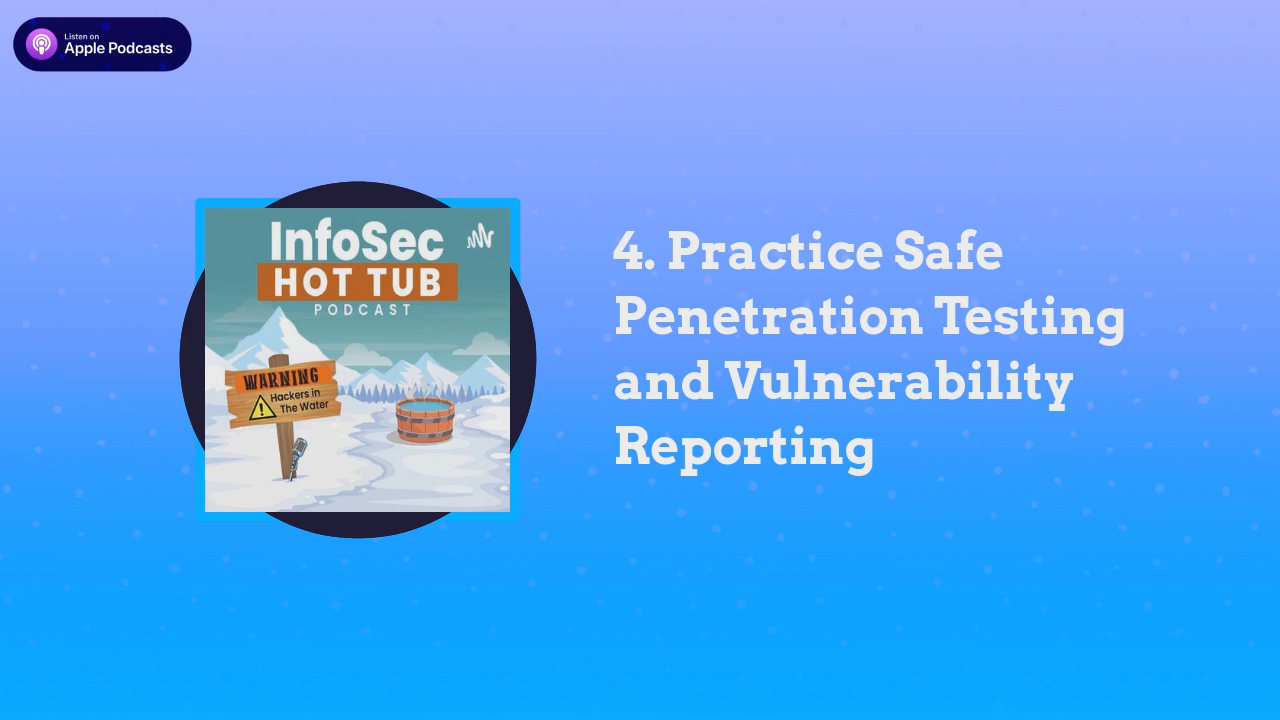 Listen on
Apple Podcasts
InfoSec
HOT TUB
PODCAST
WARNING
Hackers in
The Water
4. Practice Safe
Penetration Testing
and Vulnerability
Reporting